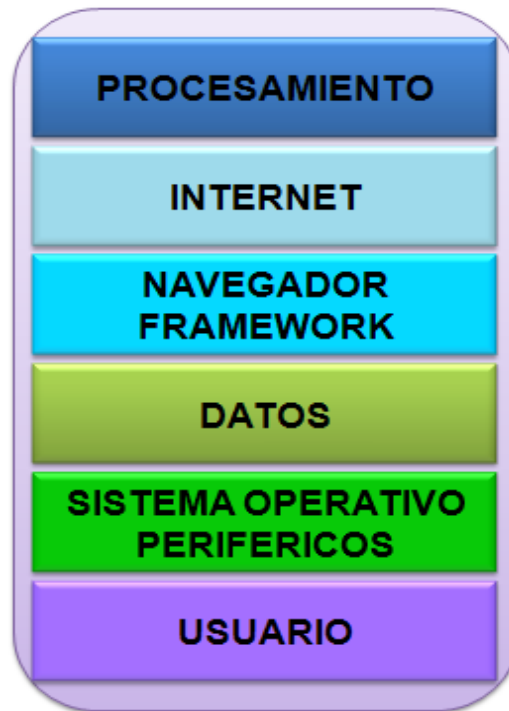 PROCESAMIENTO
INTERNET
NAVEGADOR
FRAMEWORK
DATOS
SISTEMA OPERATIVO
PERIFERICOS
USUARIO